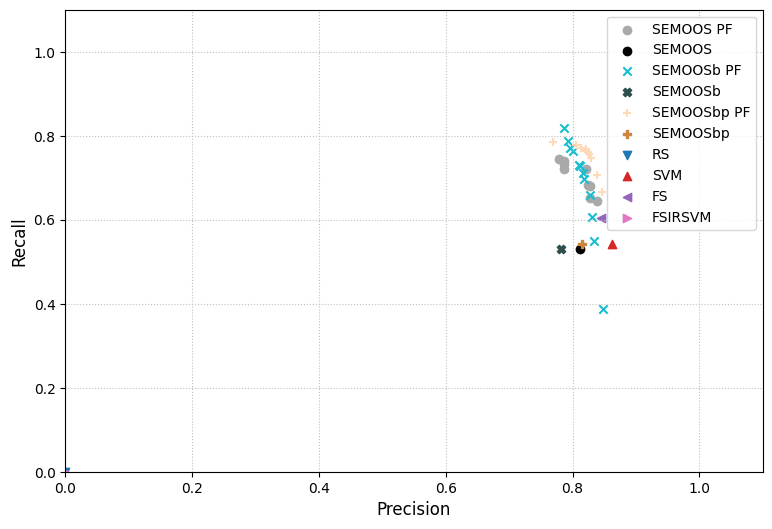 SEMOOS PF
SEMOOS
SEMOOSb PF
SEMOOSb
SEMOOSbp PF
SEMOOSbp
RS
SVM
FS
FSIRSVM
1.0
0.8
0.6
0.4
0.2
0.0
Recall
0.0 0.2 0.4 0.6 0.8 1.0
Precision